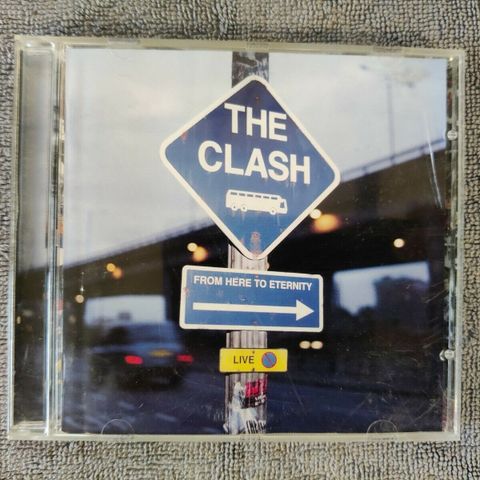 THE
CLASH
FROM HERE TO ETERNITY
LIVE